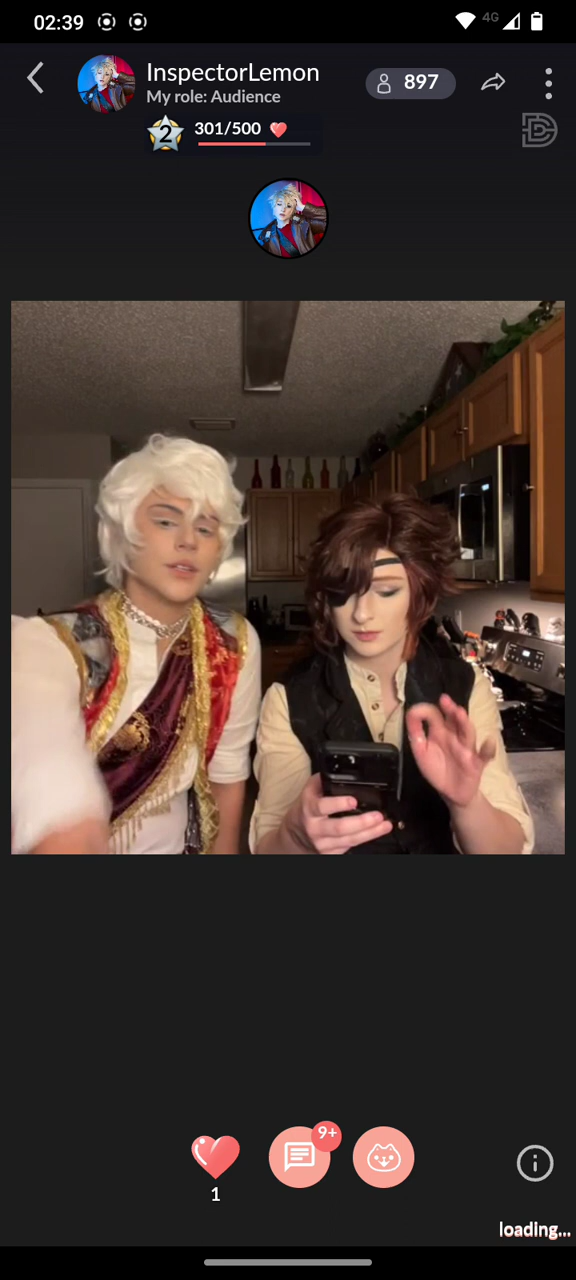 02:39
4G
InspectorLemon
897
My role: Audience
2
301/500
9+
1
loading...